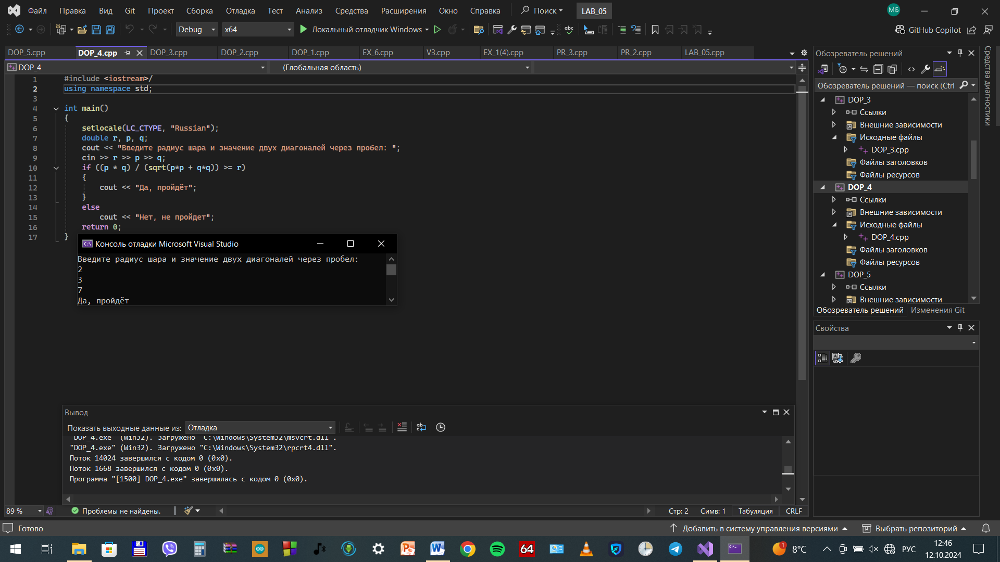 Файл Правка Вид Git Проект Сборка Отладка Тест Анализ Средства Расширения Окно Справка Поиск LAB_05 МБ
Debug x64 Локальный отладчик Windows GitHub Copilot
DOP_5.cpp DOP_4.cpp DOP_3.cpp DOP_2.cpp DOP_1.cpp EX_6.cpp V3.cpp EX_1(4).cpp PR_3.cpp PR_2.cpp LAB_05.cpp
DOP_4 (Глобальная область)
1 #include <iostream>/
2 using namespace std;
3
4 int main()
5 {
6 setlocale(LC_CTYPE, "Russian");
7 double r, p, q;
8 cout << "Введите радиус шара и значение двух диагоналей через пробел: ";
9 cin >> r >> p >> q;
10 if ((p * q) / (sqrt(p*p + q*q)) >= r)
11 {
12 cout << "Да, пройдёт";
13 }
14 else
15 cout << "Нет, не пройдет";
16 return 0;
17 }
Консоль отладки Microsoft Visual Studio
Введите радиус шара и значение двух диагоналей через пробел:
2
3
7
Да, пройдёт
Вывод
Показать выходные данные из: Отладка
"DOP_4.exe" (Win32). Загружено "C:\Windows\System32\msvcrt.dll".
"DOP_4.exe" (Win32). Загружено "C:\Windows\System32\rpcrt4.dll".
Поток 14024 завершился с кодом 0 (0x0).
Поток 1668 завершился с кодом 0 (0x0).
Программа "[1500] DOP_4.exe" завершилась с кодом 0 (0x0).
89 % Проблемы не найдены. Стр: 2 Симв: 1 Табуляция CRLF
Обозреватель решений
Обозреватель решений — поиск (Ctrl
DOP_3
Ссылки
Внешние зависимости
Исходные файлы
DOP_3.cpp
Файлы заголовков
Файлы ресурсов
DOP_4
Ссылки
Внешние зависимости
Исходные файлы
DOP_4.cpp
Файлы заголовков
Файлы ресурсов
DOP_5
Ссылки
Внешние зависимости
Обозреватель решений Изменения Git
Свойства
Средства диагностики
Готово Добавить в систему управления версиями Выбрать репозиторий
64 1 8°C РУС 12:46
12.10.2024